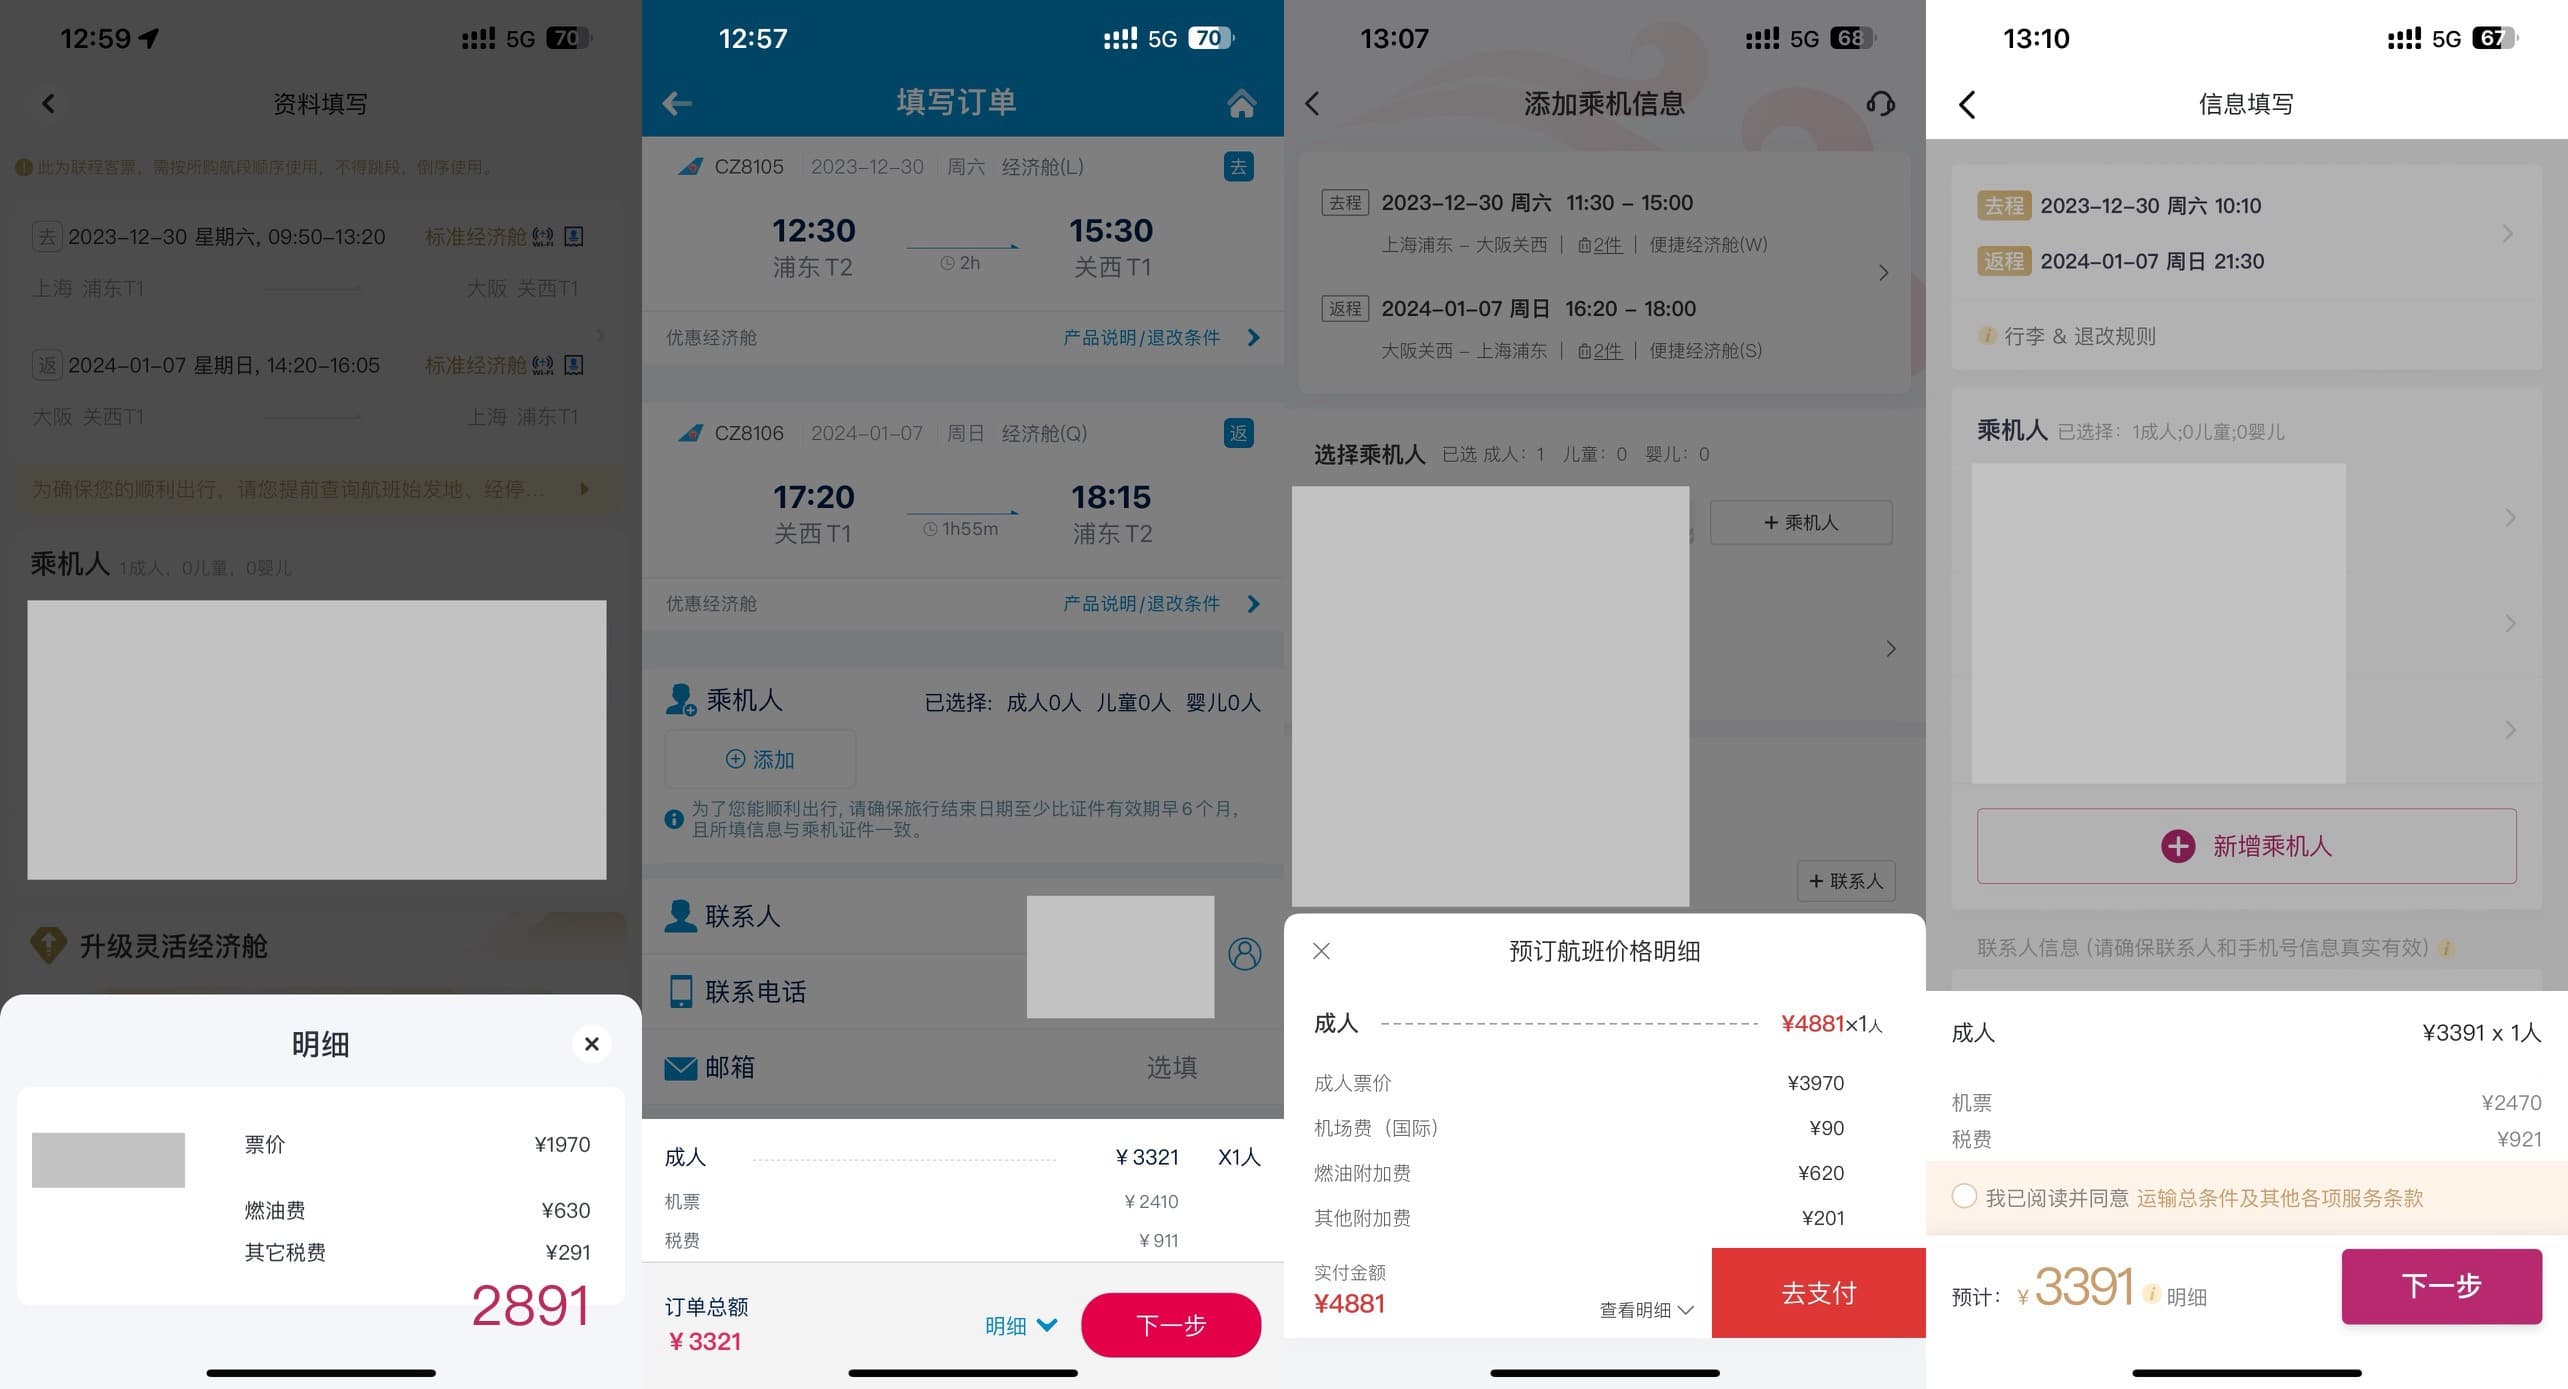 12:59
5G
70
资料填写
此为联程客票，需按所购航段顺序使用，不得跳段，倒序使用。
去 2023-12-30 星期六, 09:50-13:20 标准经济舱 Wi-Fi
上海 浦东T1 大阪 关西T1
返 2024-01-07 星期日, 14:20-16:05 标准经济舱 Wi-Fi
大阪 关西T1 上海 浦东T1
为确保您的顺利出行，请您提前查询航班始发地、经停...
乘机人 1成人，0儿童，0婴儿
升级灵活经济舱
明细
票价 ¥1970
燃油费 ¥630
其它税费 ¥291
2891
12:57
5G
70
填写订单
CZ8105 2023-12-30 周六 经济舱(L) 去
12:30 15:30
浦东T2 2h 关西T1
优惠经济舱 产品说明/退改条件
CZ8106 2024-01-07 周日 经济舱(Q) 返
17:20 18:15
关西T1 1h55m 浦东T2
优惠经济舱 产品说明/退改条件
乘机人 已选择: 成人0人 儿童0人 婴儿0人
添加
为了您能顺利出行, 请确保旅行结束日期至少比证件有效期早6个月,
且所填信息与乘机证件一致。
联系人
联系电话
邮箱 选填
成人 ¥3321 X1人
机票 ¥2410
税费 ¥911
订单总额
¥3321
明细
下一步
13:07
5G
68
添加乘机信息
去程 2023-12-30 周六 11:30 - 15:00
上海浦东 - 大阪关西 | 2件 | 便捷经济舱(W)
返程 2024-01-07 周日 16:20 - 18:00
大阪关西 - 上海浦东 | 2件 | 便捷经济舱(S)
选择乘机人 已选 成人：1 儿童：0 婴儿：0
+ 乘机人
+ 联系人
预订航班价格明细
成人 ¥4881×1人
成人票价 ¥3970
机场费（国际） ¥90
燃油附加费 ¥620
其他附加费 ¥201
实付金额
¥4881
查看明细
去支付
13:10
5G
67
信息填写
去程 2023-12-30 周六 10:10
返程 2024-01-07 周日 21:30
行李 & 退改规则
乘机人 已选择：1成人;0儿童;0婴儿
新增乘机人
联系人信息 (请确保联系人和手机号信息真实有效)
成人 ¥3391 x 1人
机票 ¥2470
税费 ¥921
我已阅读并同意 运输总条件及其他各项服务条款
预计：¥3391 明细
下一步